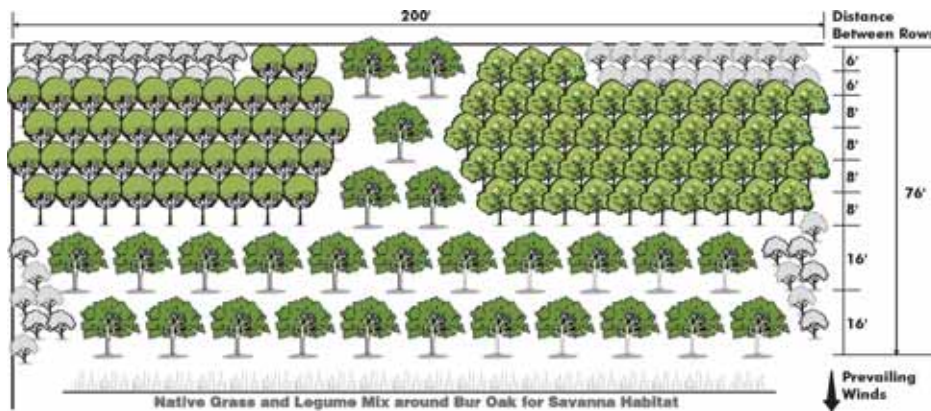 200'
Distance
Between Rows
6'
6'
8'
8'
8'
8'
76'
16'
16'
Prevailing
Winds
Native Grass and Legume Mix around Bur Oak for Savanna Habitat